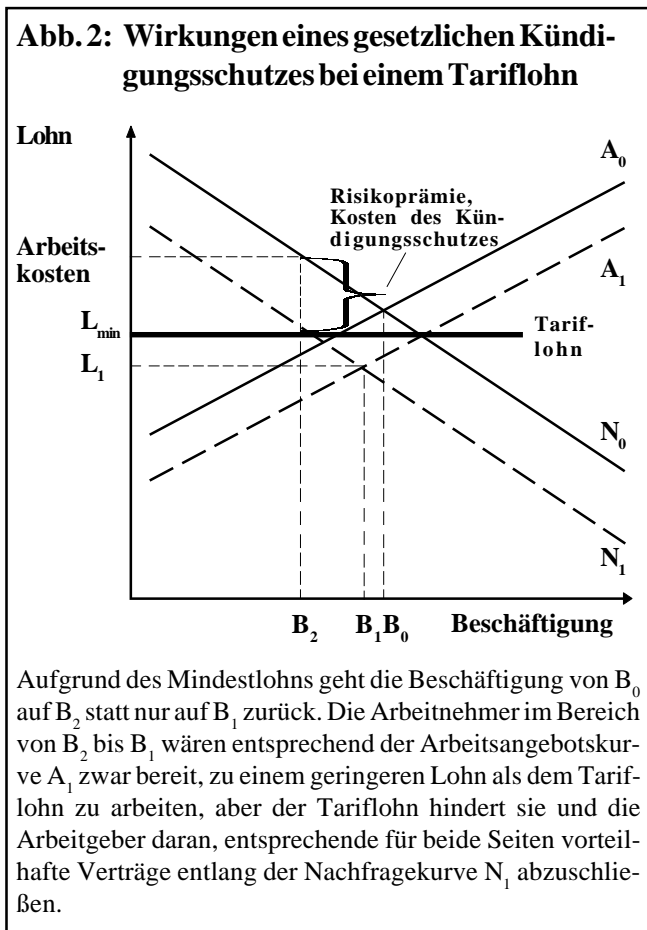 Abb. 2: Wirkungen eines gesetzlichen Kündi-
gungsschutzes bei einem Tariflohn
Lohn
A₀
Risikoprämie,
Kosten des Kün-
digungsschutzes
Arbeits-
kosten
A₁
L_min
Tarif-
lohn
L₁
N₀
N₁
B₂ B₁ B₀ Beschäftigung
Aufgrund des Mindestlohns geht die Beschäftigung von B₀
auf B₂ statt nur auf B₁ zurück. Die Arbeitnehmer im Bereich
von B₂ bis B₁ wären entsprechend der Arbeitsangebotskur-
ve A₁ zwar bereit, zu einem geringeren Lohn als dem Tarif-
lohn zu arbeiten, aber der Tariflohn hindert sie und die
Arbeitgeber daran, entsprechende für beide Seiten vorteil-
hafte Verträge entlang der Nachfragekurve N₁ abzuschlie-
ßen.